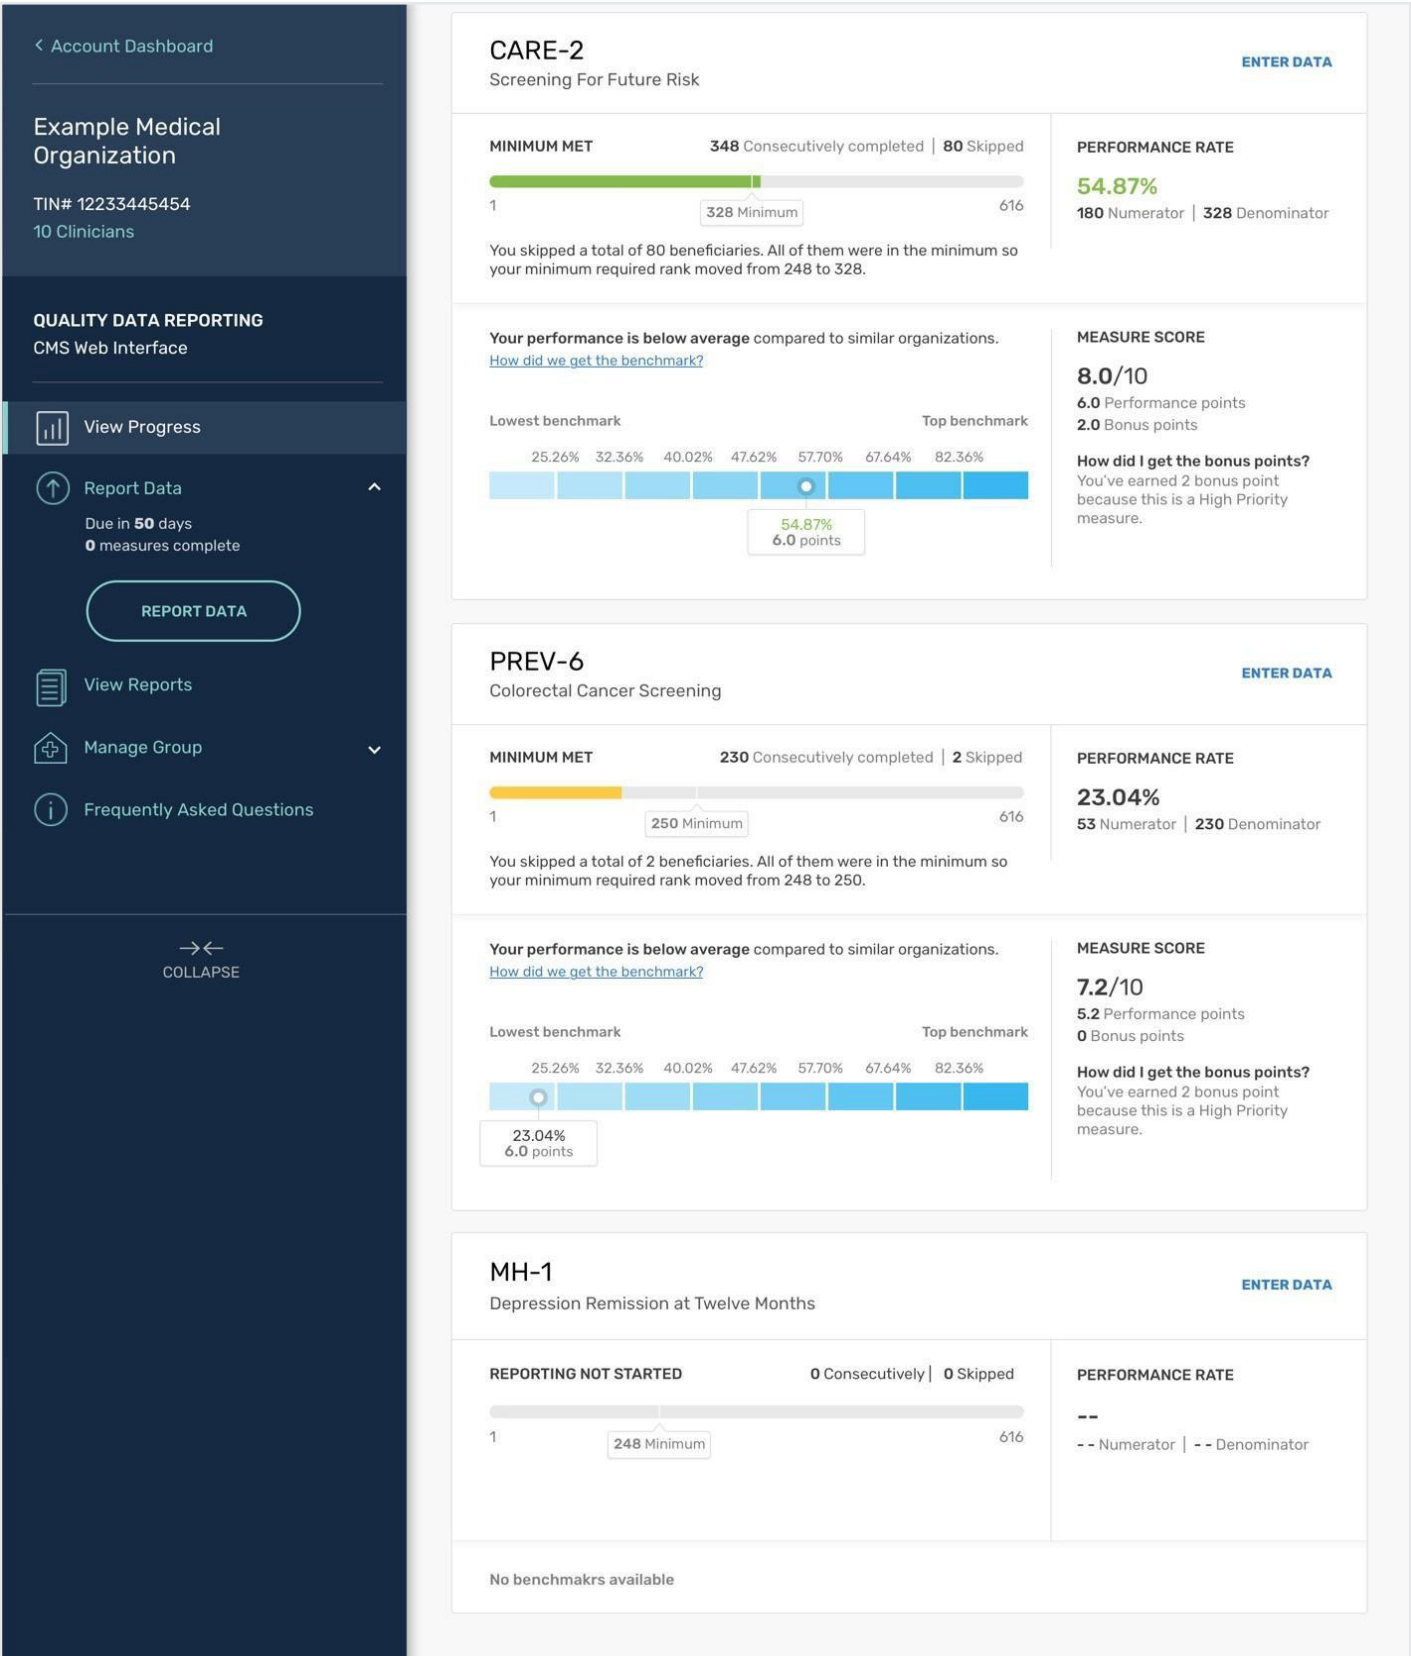 Account Dashboard
Example Medical
Organization
TIN# 12233445454
10 Clinicians
QUALITY DATA REPORTING
CMS Web Interface
View Progress
Report Data
Due in 50 days
0 measures complete
REPORT DATA
View Reports
Manage Group
Frequently Asked Questions
COLLAPSE
CARE-2
Screening For Future Risk
ENTER DATA
MINIMUM MET
348 Consecutively completed | 80 Skipped
1
328 Minimum
616
You skipped a total of 80 beneficiaries. All of them were in the minimum so
your minimum required rank moved from 248 to 328.
PERFORMANCE RATE
54.87%
180 Numerator | 328 Denominator
Your performance is below average compared to similar organizations.
How did we get the benchmark?
Lowest benchmark
Top benchmark
25.26% 32.36% 40.02% 47.62% 57.70% 67.64% 82.36%
54.87%
6.0 points
MEASURE SCORE
8.0/10
6.0 Performance points
2.0 Bonus points
How did I get the bonus points?
You've earned 2 bonus point
because this is a High Priority
measure.
PREV-6
Colorectal Cancer Screening
ENTER DATA
MINIMUM MET
230 Consecutively completed | 2 Skipped
1
250 Minimum
616
You skipped a total of 2 beneficiaries. All of them were in the minimum so
your minimum required rank moved from 248 to 250.
PERFORMANCE RATE
23.04%
53 Numerator | 230 Denominator
Your performance is below average compared to similar organizations.
How did we get the benchmark?
Lowest benchmark
Top benchmark
25.26% 32.36% 40.02% 47.62% 57.70% 67.64% 82.36%
23.04%
6.0 points
MEASURE SCORE
7.2/10
5.2 Performance points
0 Bonus points
How did I get the bonus points?
You've earned 2 bonus point
because this is a High Priority
measure.
MH-1
Depression Remission at Twelve Months
ENTER DATA
REPORTING NOT STARTED
0 Consecutively | 0 Skipped
1
248 Minimum
616
PERFORMANCE RATE
--
- - Numerator | - - Denominator
No benchmakrs available